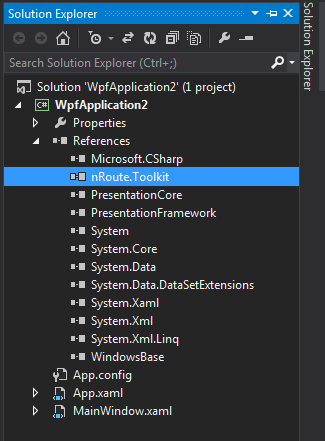 Solution Explorer
Search Solution Explorer (Ctrl+;)
Solution 'WpfApplication2' (1 project)
C# WpfApplication2
Properties
References
Microsoft.CSharp
nRoute.Toolkit
PresentationCore
PresentationFramework
System
System.Core
System.Data
System.Data.DataSetExtensions
System.Xaml
System.Xml
System.Xml.Linq
WindowsBase
App.config
App.xaml
MainWindow.xaml
Solution Explorer